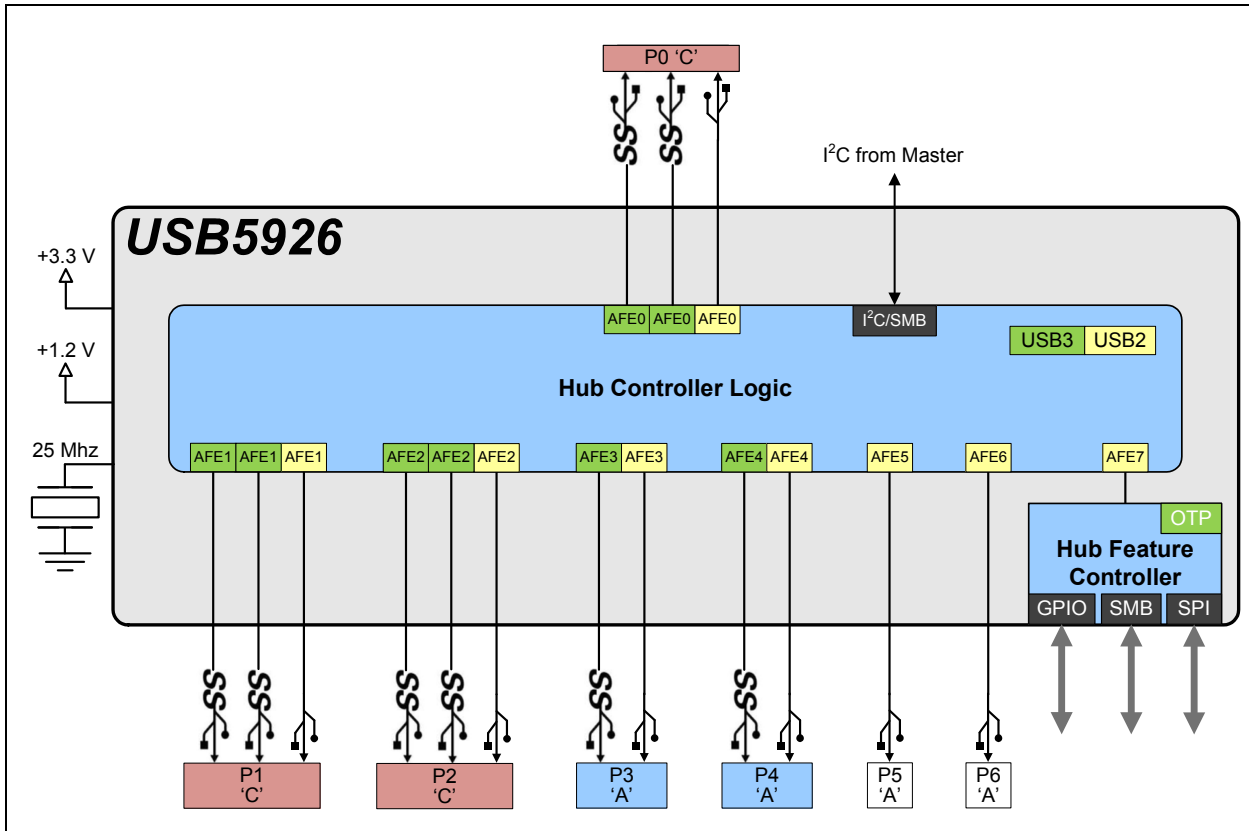 P0 ‘C’
SS SS
I²C from Master
USB5926
+3.3 V
AFE0 AFE0 AFE0
I²C/SMB
USB3 USB2
+1.2 V
Hub Controller Logic
25 Mhz
AFE1 AFE1 AFE1
AFE2 AFE2 AFE2
AFE3 AFE3
AFE4 AFE4
AFE5
AFE6
AFE7
OTP
Hub Feature
Controller
GPIO SMB SPI
SS SS
SS SS
SS
SS
P1
‘C’
P2
‘C’
P3
‘A’
P4
‘A’
P5
‘A’
P6
‘A’